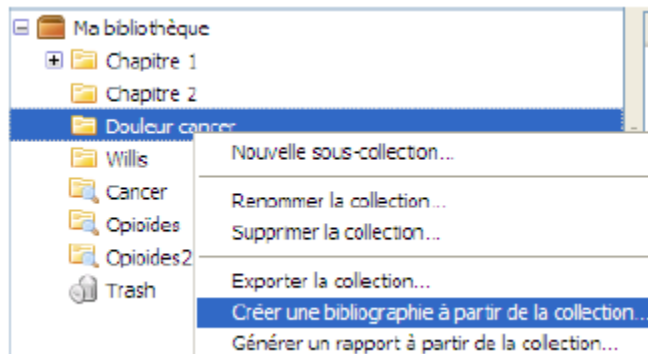 Ma bibliothèque
Chapitre 1
Chapitre 2
Douleur cancer
Willis
Cancer
Opioïdes
Opioides2
Trash
Nouvelle sous-collection...
Renommer la collection...
Supprimer la collection...
Exporter la collection...
Créer une bibliographie à partir de la collection...
Générer un rapport à partir de la collection...